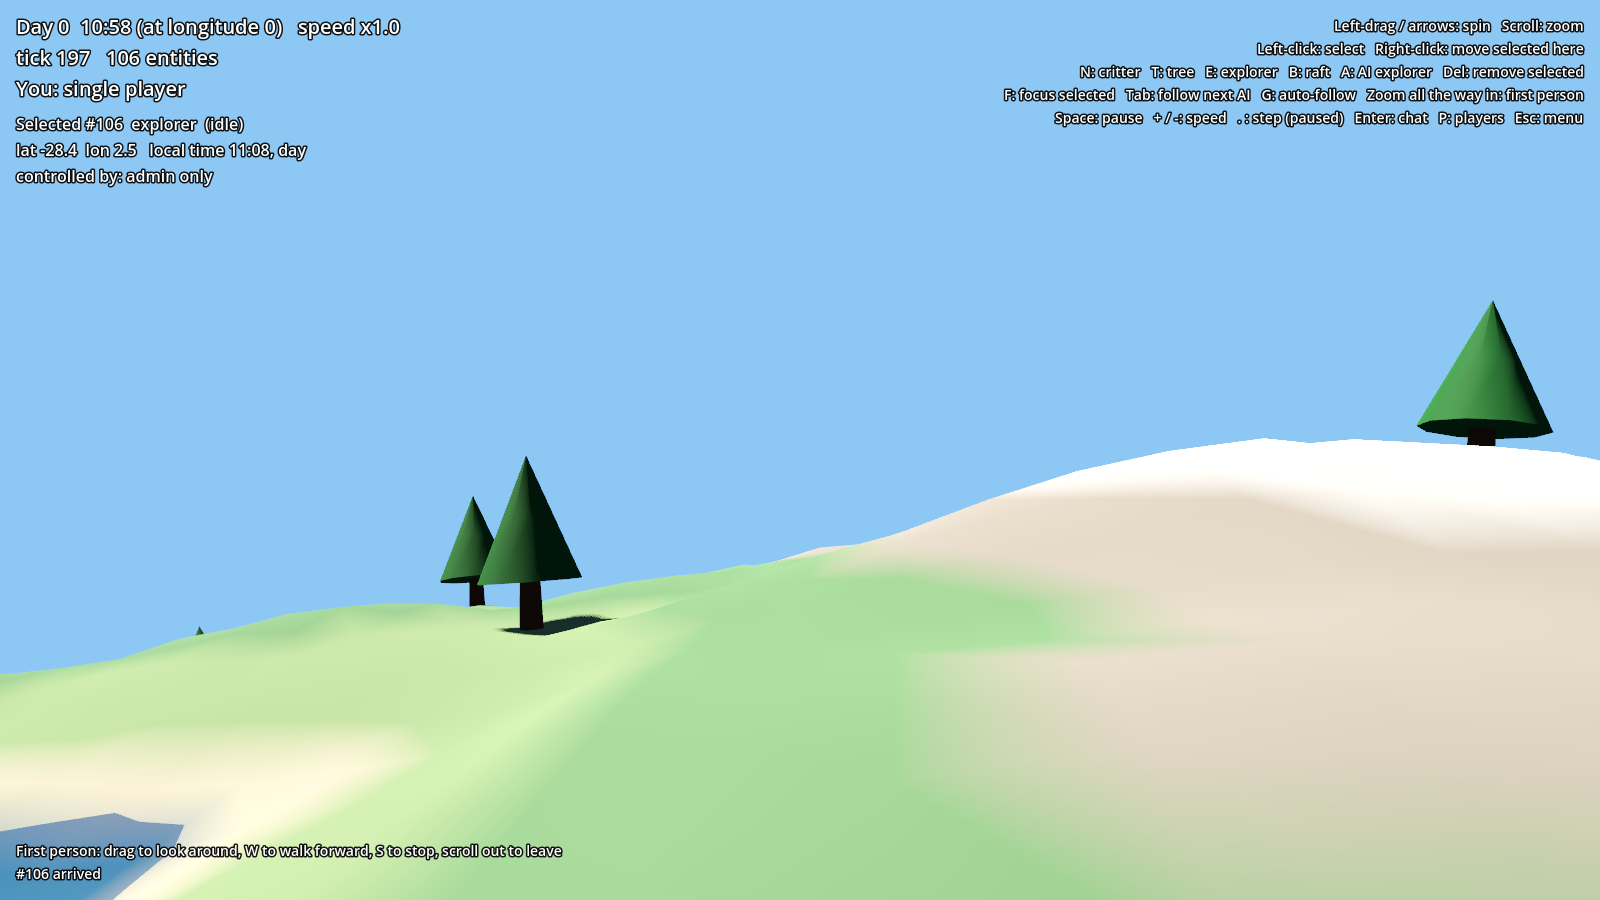 Day 0  10:58 (at longitude 0)   speed x1.0
tick 197   106 entities
You: single player
Selected #106  explorer  (idle)
lat -28.4  lon 2.5   local time 11:08, day
controlled by: admin only
Left-drag / arrows: spin   Scroll: zoom
Left-click: select   Right-click: move selected here
N: critter   T: tree   E: explorer   B: raft   A: AI explorer   Del: remove selected
F: focus selected   Tab: follow next AI   G: auto-follow   Zoom all the way in: first person
Space: pause   + / -: speed   . : step (paused)   Enter: chat   P: players   Esc: menu
First person: drag to look around, W to walk forward, S to stop, scroll out to leave
#106 arrived